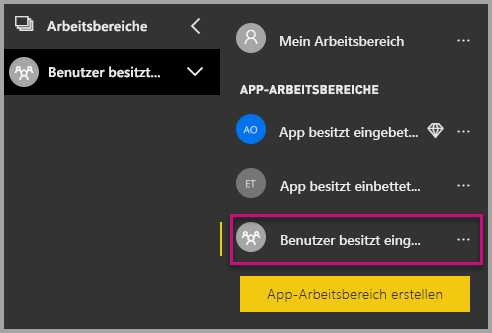 Arbeitsbereiche
Benutzer besitzt...
Mein Arbeitsbereich ...
APP-ARBEITSBEREICHE
AO App besitzt eingebet... ...
ET App besitzt einbettet... ...
Benutzer besitzt eing... ...
App-Arbeitsbereich erstellen